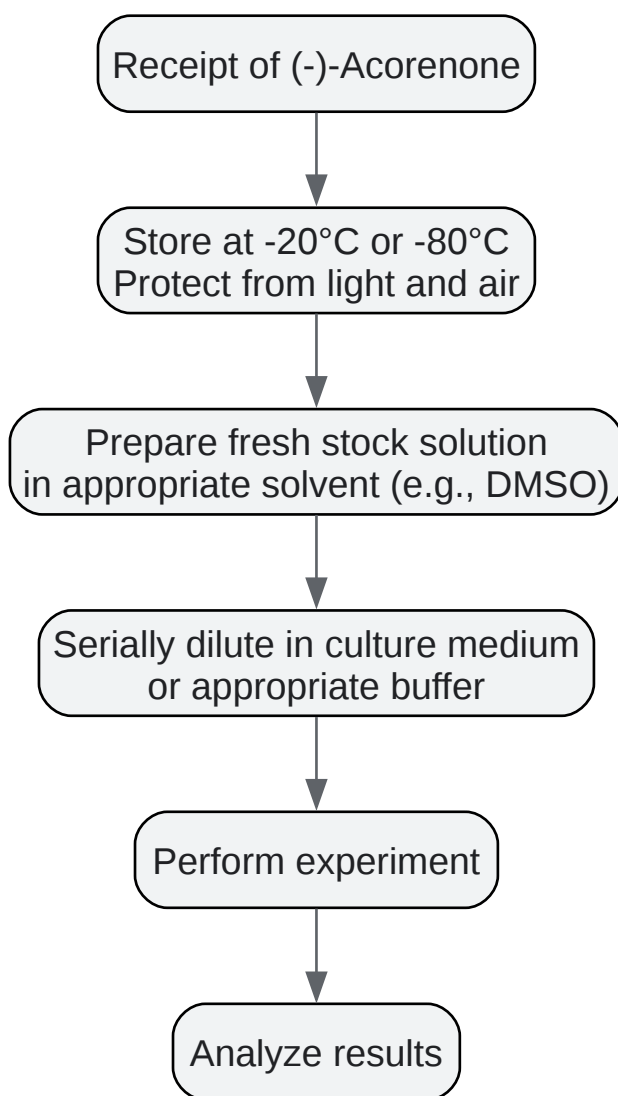 Receipt of (-)-Acorenone
Store at -20°C or -80°C
Protect from light and air
Prepare fresh stock solution
in appropriate solvent (e.g., DMSO)
Serially dilute in culture medium
or appropriate buffer
Perform experiment
Analyze results